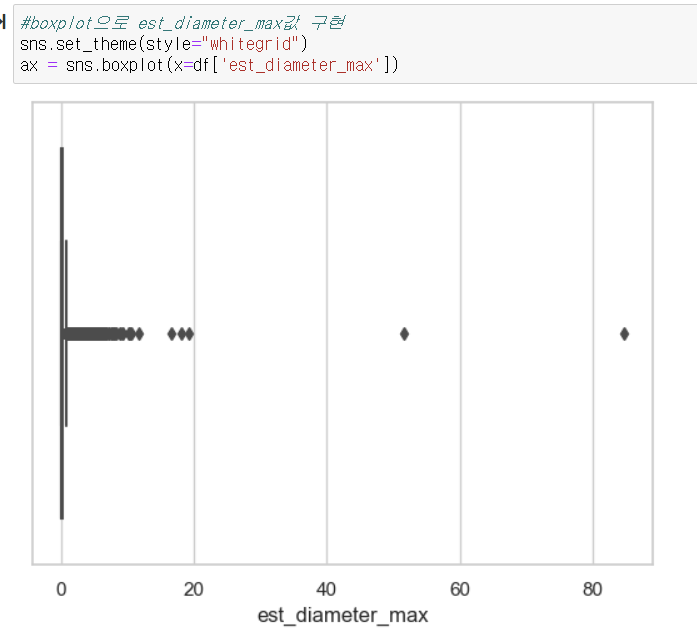 #boxplot으로 est_diameter_max값 구현
sns.set_theme(style="whitegrid")
ax = sns.boxplot(x=df['est_diameter_max'])
0 20 40 60 80
est_diameter_max